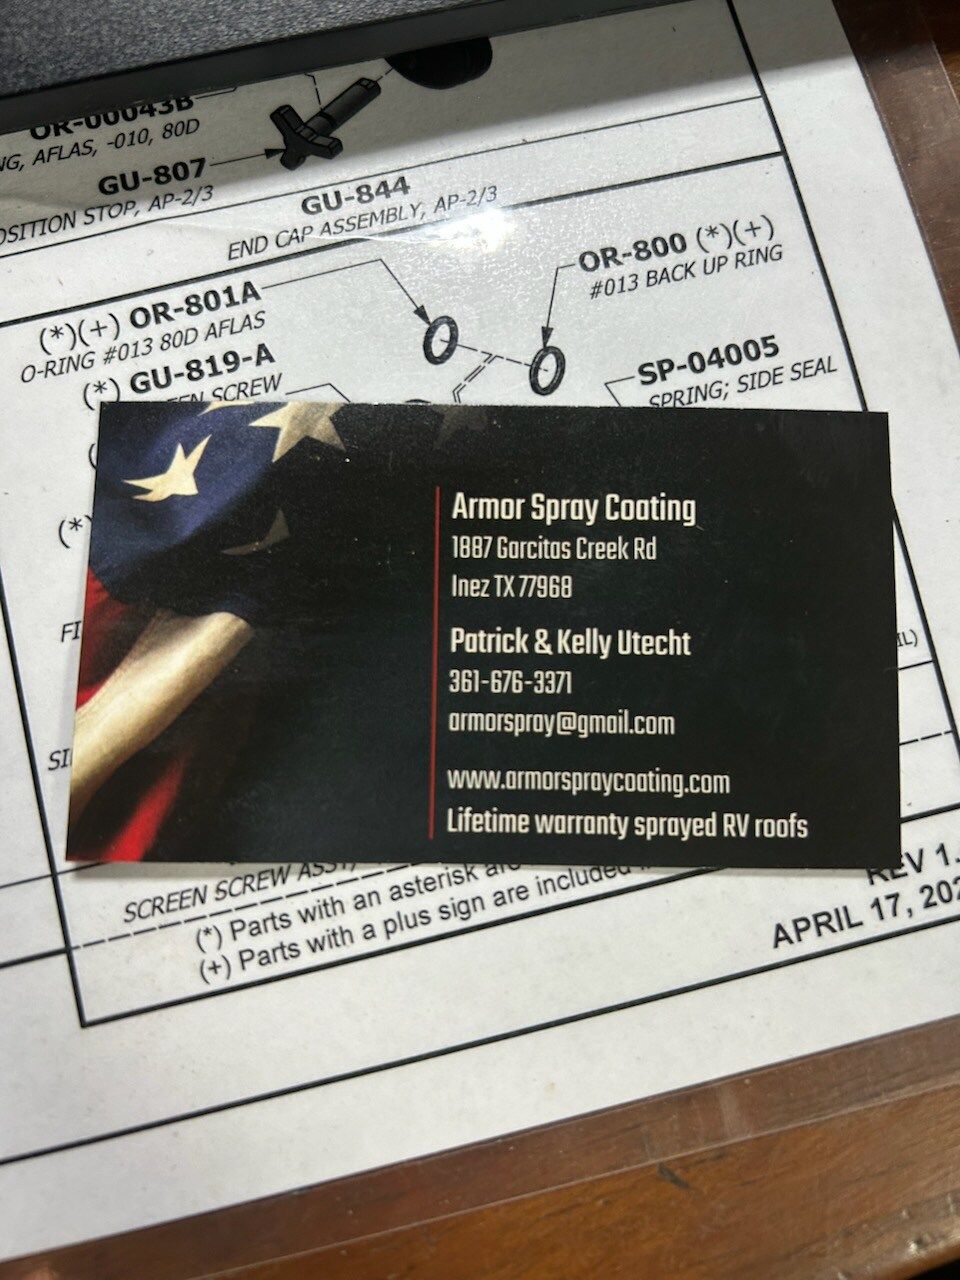 OR-00043B
AFLAS, -010, 80D
GU-807
STOP, AP-2/3
GU-844
END CAP ASSEMBLY, AP-2/3
OR-800 (*)(+)
#013 BACK UP RING
(*)(+) OR-801A
O-RING #013 80D AFLAS
(*) GU-819-A
SCREW
SP-04005
SPRING; SIDE SEAL
(*)
Armor Spray Coating
1887 Garcitas Creek Rd
Inez TX 77968
Patrick & Kelly Utecht
361-676-3371
armorspray@gmail.com
www.armorspraycoating.com
Lifetime warranty sprayed RV roofs
SCREEN SCREW
(*) Parts with an asterisk
(+) Parts with a plus sign are included
REV 1.
APRIL 17,